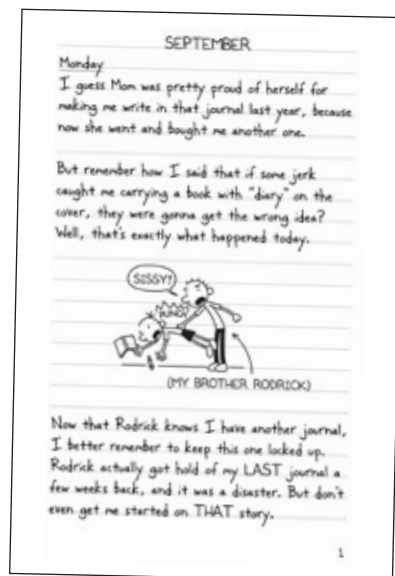 SEPTEMBER
Monday
I guess Mom was pretty proud of herself for
making me write in that journal last year, because
now she went and bought me another one.
But remember how I said that if some jerk
caught me carrying a book with "diary" on the
cover, they were gonna get the wrong idea?
Well, that's exactly what happened today.
SISSY!
(MY BROTHER RODRICK)
Now that Rodrick knows I have another journal,
I better remember to keep this one locked up.
Rodrick actually got hold of my LAST journal a
few weeks back, and it was a disaster. But don't
even get me started on THAT story.
1